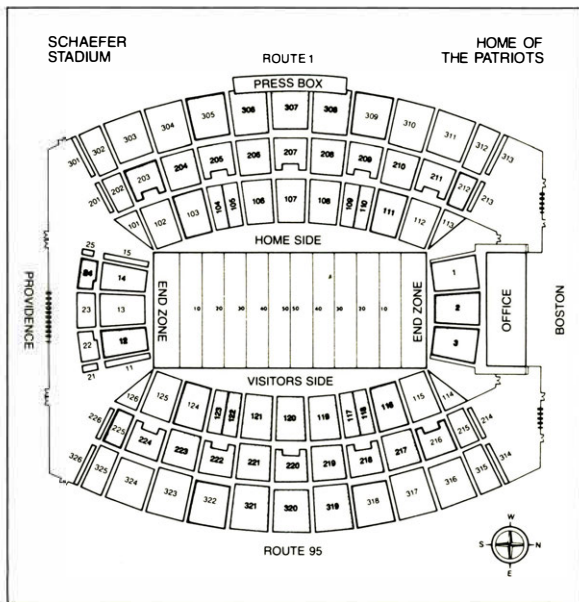 SCHAEFER
STADIUM
ROUTE 1
HOME OF
THE PATRIOTS
PRESS BOX
301 302 303 304 305 306 307 308 309 310 311 312 313
201 202 203 204 205 206 207 208 209 210 211 212 213
101 102 103 104 105 106 107 108 109 110 111 112 113
HOME SIDE
25 15
24 14
23 13
22 12
21 11
PROVIDENCE
END ZONE
10 20 30 40 50 50 40 30 20 10
END ZONE
1
2
3
OFFICE
BOSTON
VISITORS SIDE
126 125 124 123 122 121 120 119 117 118 116 115 114
226 225 224 223 222 221 220 219 218 217 216 215 214
326 325 324 323 322 321 320 319 318 317 316 315 314
ROUTE 95
W
S N
E